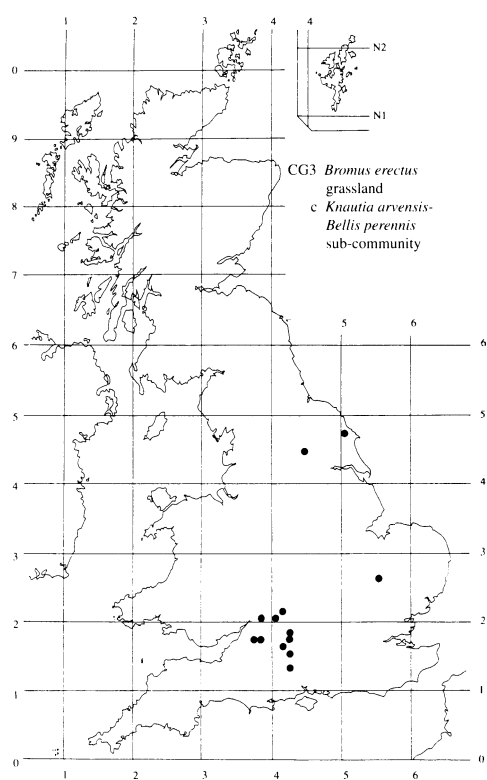 1 2 3 4 4
N2
0
N1
9
CG3 Bromus erectus
grassland
8
c Knautia arvensis-
Bellis perennis
sub-community
7
5 6
6 6
5 5
4 4
3 3
2 2
1 1
0 0
1 2 3 4 5 6